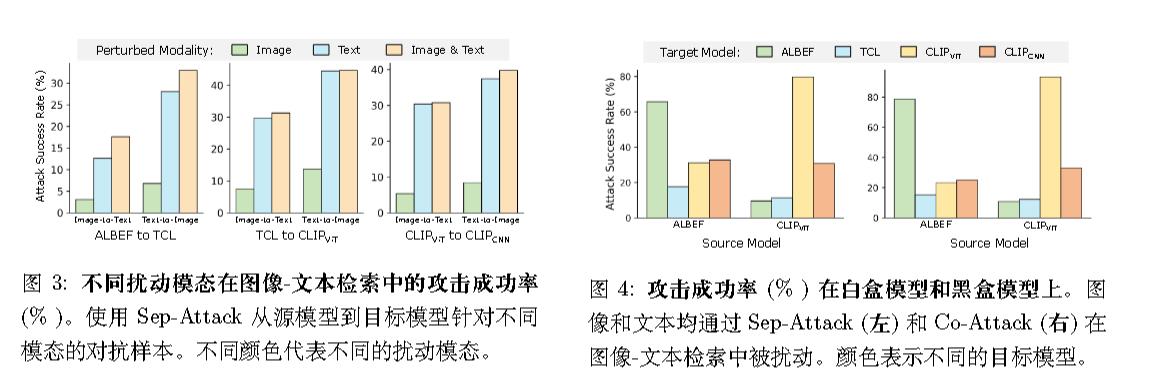 Perturbed Modality: Image Text Image & Text
Attack Success Rate (%)
30
25
20
15
10
5
0
Image-to-Text Text-to-Image
ALBEF to TCL
40
30
20
10
0
Image-to-Text Text-to-Image
TCL to CLIPViT
40
30
20
10
0
Image-to-Text Text-to-Image
CLIPViT to CLIPCNN
图 3: 不同扰动模态在图像-文本检索中的攻击成功率
(% )。使用 Sep-Attack 从源模型到目标模型针对不同
模态的对抗样本。不同颜色代表不同的扰动模态。
Target Model: ALBEF TCL CLIPViT CLIPCNN
Attack Success Rate (%)
80
60
40
20
0
ALBEF CLIPViT
Source Model
80
60
40
20
0
ALBEF CLIPViT
Source Model
图 4: 攻击成功率 (% ) 在白盒模型和黑盒模型上。图
像和文本均通过 Sep-Attack (左) 和 Co-Attack (右) 在
图像-文本检索中被扰动。颜色表示不同的目标模型。